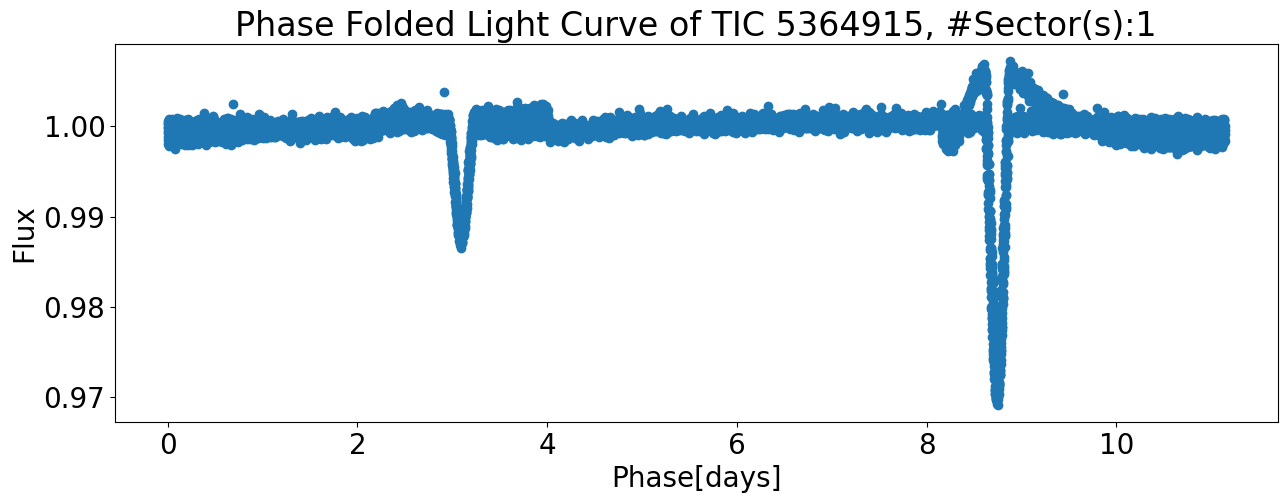 Phase Folded Light Curve of TIC 5364915, #Sector(s):1
1.00
0.99
0.98
0.97
Flux
0 2 4 6 8 10
Phase[days]